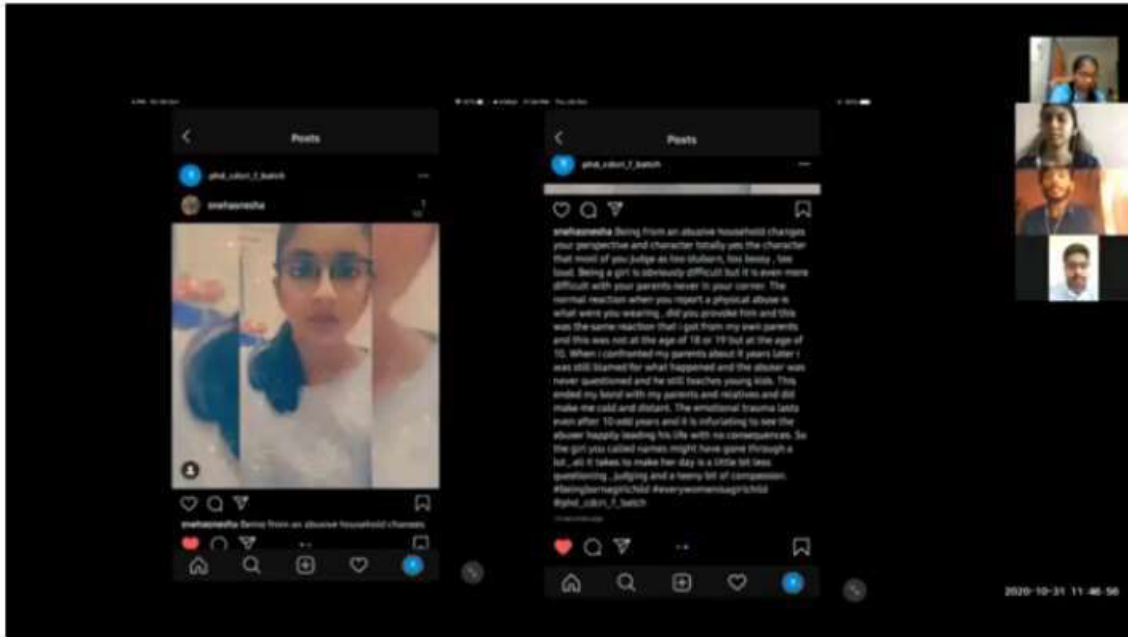 Posts
phd_cdcri_f_batch
snehasnesha
snehasnesha Being from an abusive household changes
Posts
phd_cdcri_f_batch
snehasnesha Being from an abusive household changes
your perspective and character totally yes the character
that most of you judge as too stuborn, too bossy , too
loud. Being a girl is obviously difficult but it is even more
difficult with your parents never in your corner. The
normal reaction when you report a physical abuse is
what were you wearing , did you provoke him and this
was the same reaction that i got from my own parents
and this was not at the age of 18 or 19 but at the age of
10. When i confronted my parents about it years later i
was still blamed for what happened and the abuser was
never questioned and he still teaches young kids. This
ended my bond with my parents and relatives and did
make me cold and distant. The emotional trauma lasts
even after 10 odd years and it is infuriating to see the
abuser happily leading his life with no consequences. So
the girl you called names might have gone through a
lot , all it takes to make her day is a little bit less
questioning , judging and a teeny bit of compassion.
#beingbornagirlchild #everywomenisagirlchild
@phd_cdcri_f_batch
2020-10-31 11:46:56